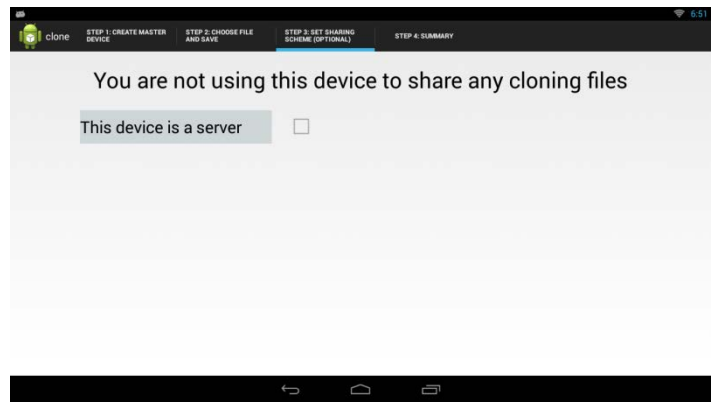 6:51
clone
STEP 1: CREATE MASTER
DEVICE
STEP 2: CHOOSE FILE
AND SAVE
STEP 3: SET SHARING
SCHEME (OPTIONAL)
STEP 4: SUMMARY
You are not using this device to share any cloning files
This device is a server